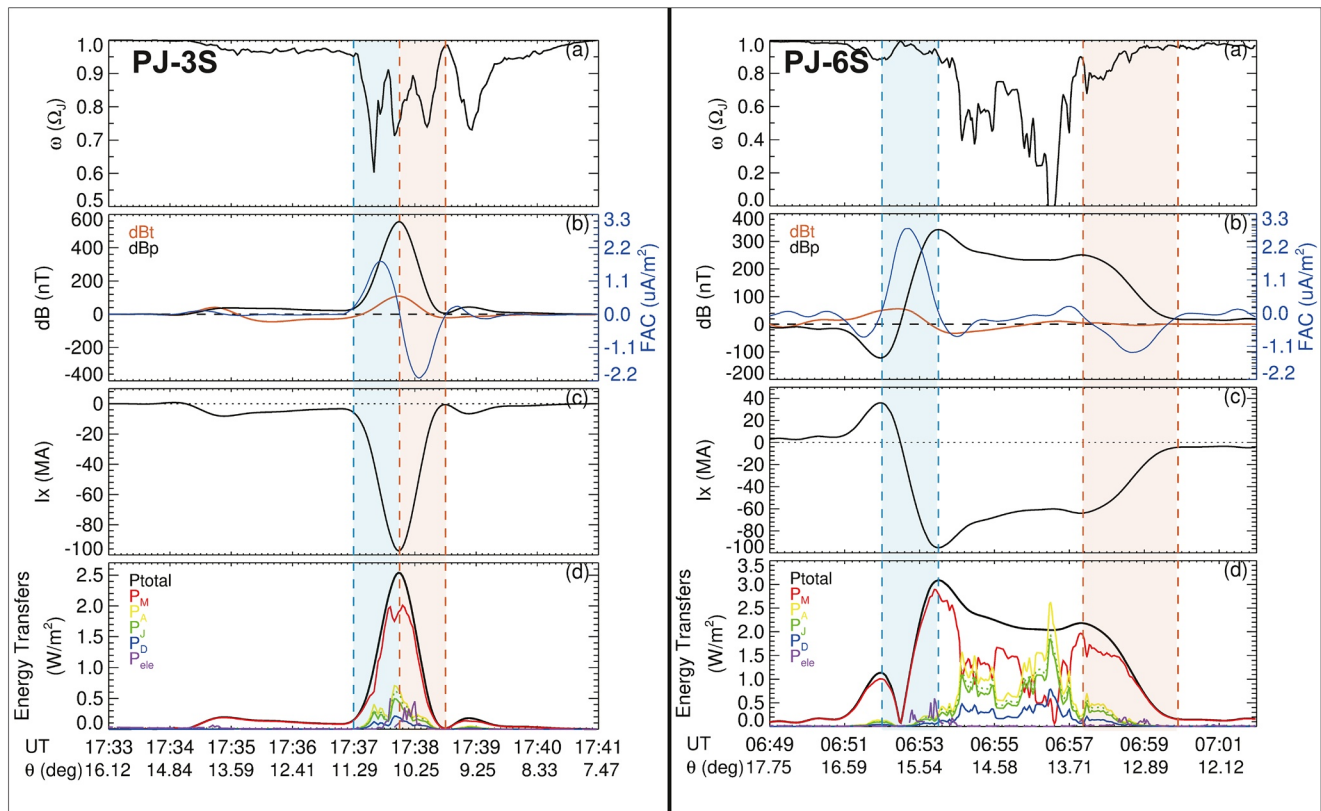 PJ-3S
(a)
1.0
0.9
0.8
0.7
0.6
0.5
ω (Ω_J)
dBt
dBp
(b)
600
400
200
0
-200
-400
dB (nT)
3.3
2.2
1.1
0.0
-1.1
-2.2
FAC (uA/m²)
(c)
0
-20
-40
-60
-80
-100
Ix (MA)
(d)
Ptotal
P_M
P_A
P_J
P_D
P_ele
2.5
2.0
1.5
1.0
0.5
0.0
Energy Transfers
(W/m²)
UT 17:33 17:34 17:35 17:36 17:37 17:38 17:39 17:40 17:41
θ (deg) 16.12 14.84 13.59 12.41 11.29 10.25 9.25 8.33 7.47
PJ-6S
(a)
1.0
0.8
0.6
0.4
0.2
0.0
ω (Ω_J)
dBt
dBp
(b)
400
300
200
100
0
-100
-200
dB (nT)
3.3
2.2
1.1
0.0
-1.1
-2.2
FAC (uA/m²)
(c)
40
20
0
-20
-40
-60
-80
-100
Ix (MA)
(d)
Ptotal
P_M
P_A
P_J
P_D
P_ele
3.5
3.0
2.5
2.0
1.5
1.0
0.5
0.0
Energy Transfers
(W/m²)
UT 06:49 06:51 06:53 06:55 06:57 06:59 07:01
θ (deg) 17.75 16.59 15.54 14.58 13.71 12.89 12.12